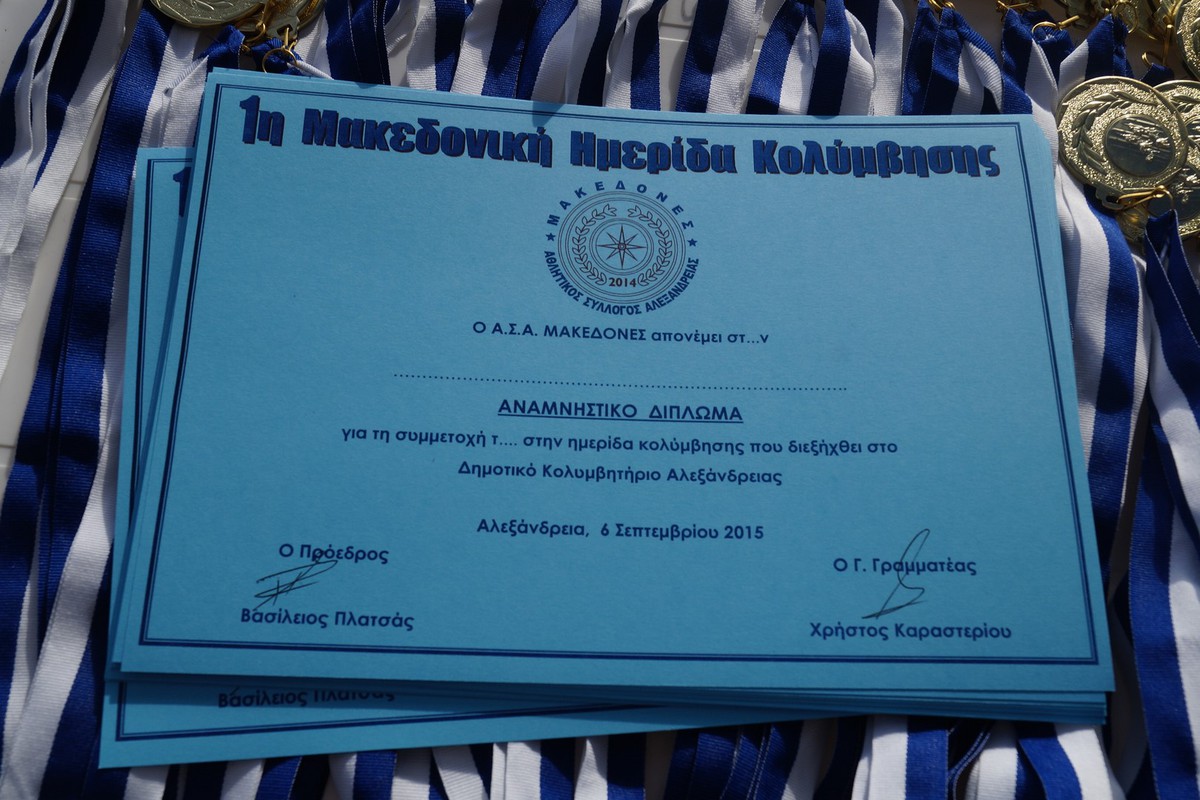 1η Μακεδονική Ημερίδα Κολύμβησης
ΜΑΚΕΔΟΝΕΣ
2014
ΑΘΛΗΤΙΚΟΣ ΣΥΛΛΟΓΟΣ ΑΛΕΞΑΝΔΡΕΙΑΣ
Ο Α.Σ.Α. ΜΑΚΕΔΟΝΕΣ απονέμει στ...ν
ΑΝΑΜΝΗΣΤΙΚΟ ΔΙΠΛΩΜΑ
για τη συμμετοχή τ.... στην ημερίδα κολύμβησης που διεξήχθει στο
Δημοτικό Κολυμβητήριο Αλεξάνδρειας
Αλεξάνδρεια, 6 Σεπτεμβρίου 2015
Ο Πρόεδρος
Ο Γ. Γραμματέας
Βασίλειος Πλατσάς
Χρήστος Καραστερίου
Βασίλειος Πλατσάς